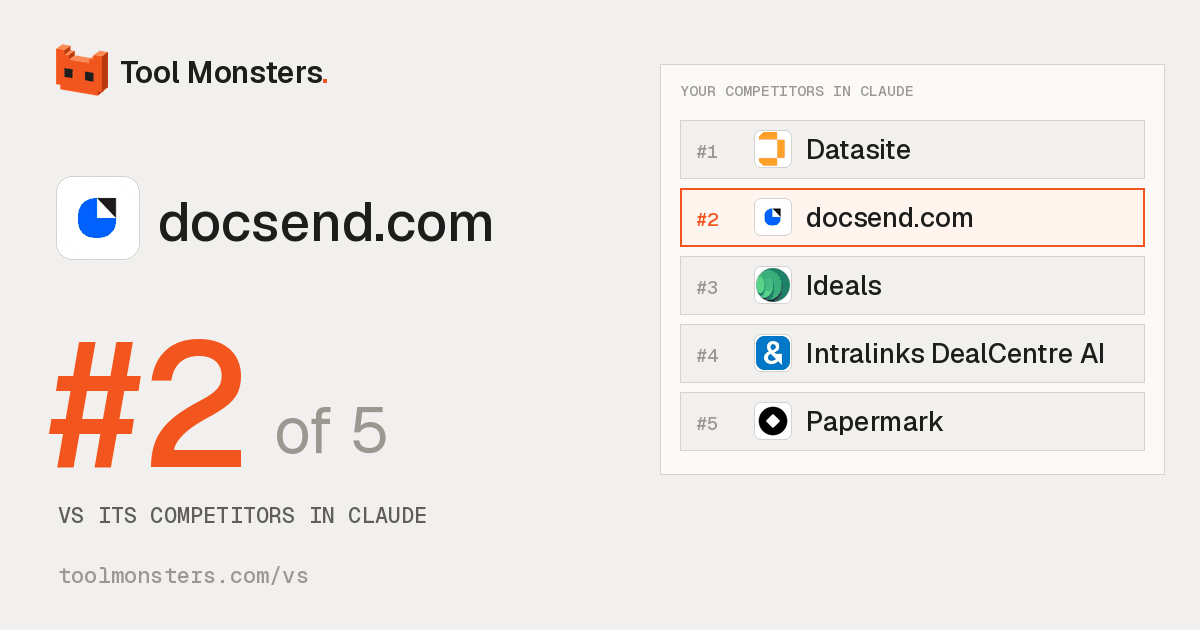 Tool Monsters.
docsend.com
#2 of 5
VS ITS COMPETITORS IN CLAUDE
toolmonsters.com/vs
YOUR COMPETITORS IN CLAUDE
#1 Datasite
#2 docsend.com
#3 Ideals
#4 & Intralinks DealCentre AI
#5 Papermark